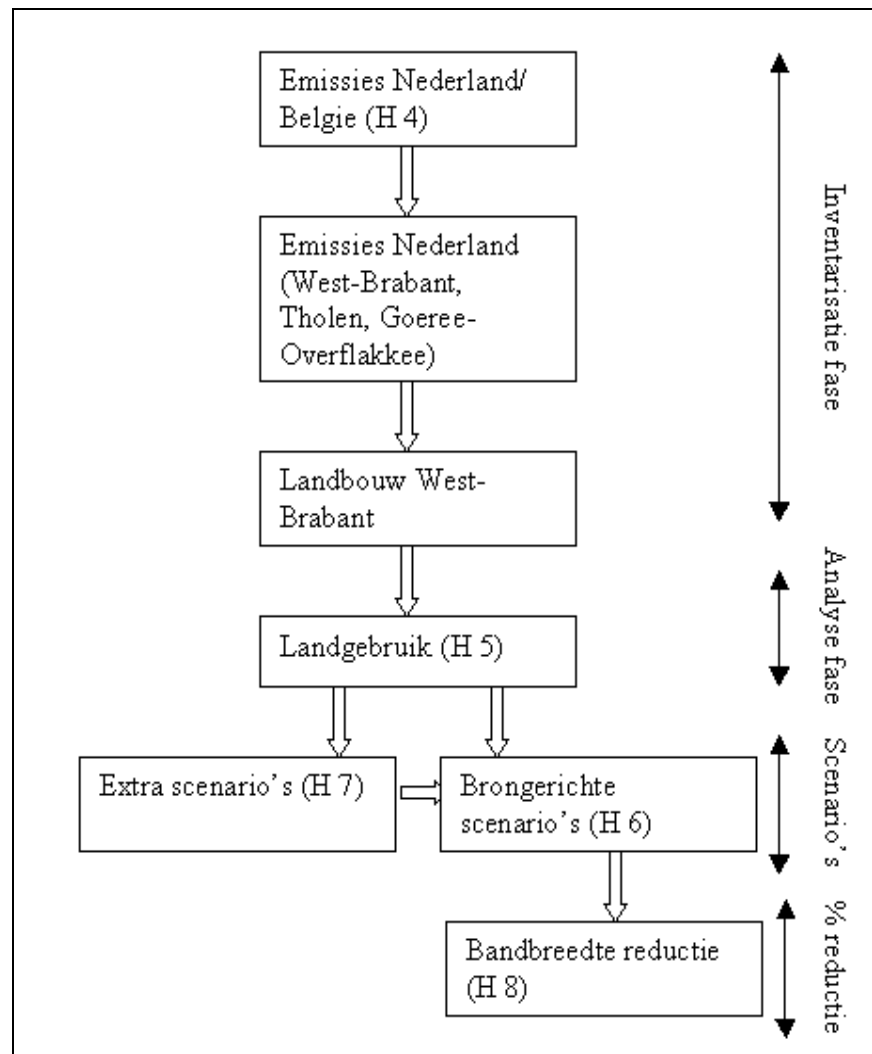 Emissies Nederland/
Belgie (H 4)
Emissies Nederland
(West-Brabant,
Tholen, Goeree-
Overflakkee)
Landbouw West-
Brabant
Inventarisatie fase
Landgebruik (H 5)
Analyse fase
Extra scenario’s (H 7)
Brongerichte
scenario’s (H 6)
Scenario’s
Bandbreedte reductie
(H 8)
% reductie